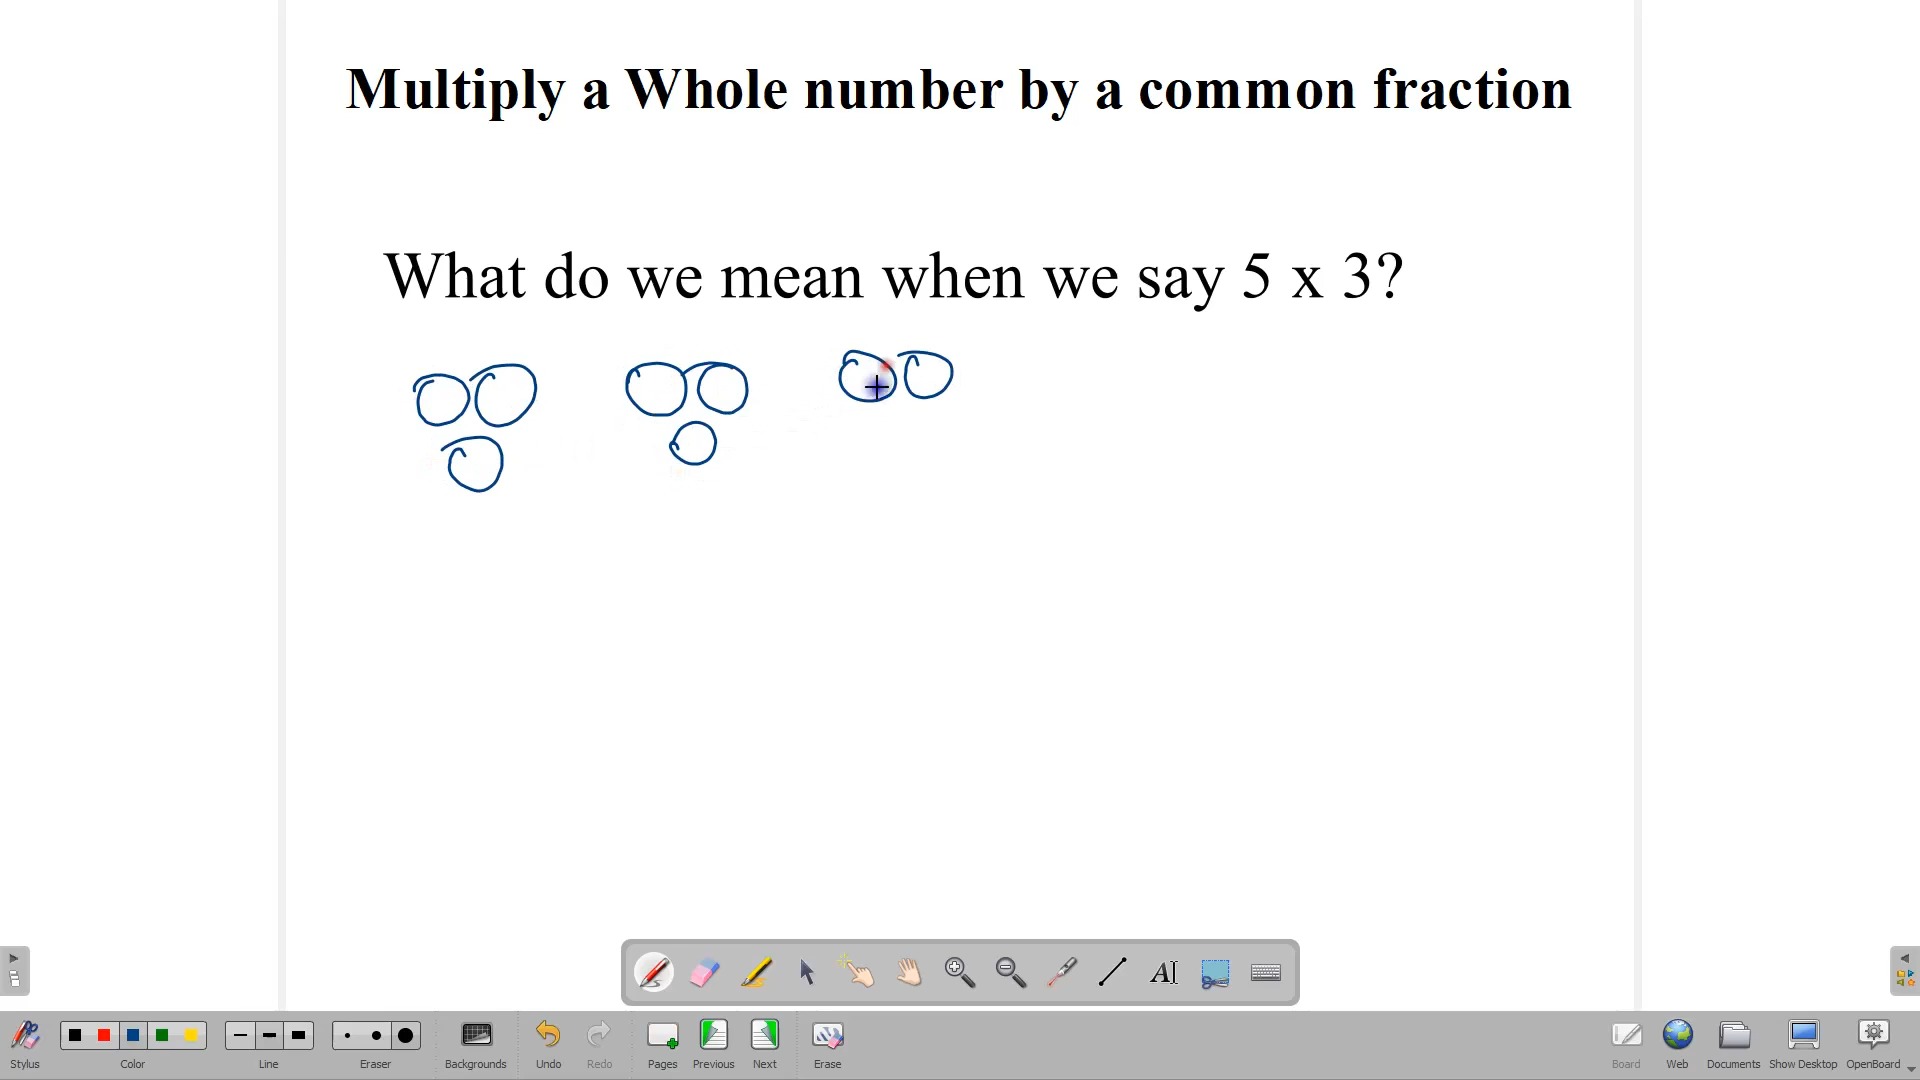 Multiply a Whole number by a common fraction
What do we mean when we say 5 x 3?
AI
Stylus
Color
Line
Eraser
Backgrounds
Undo
Redo
Pages
Previous
Next
Erase
Board
Web
Documents
Show Desktop
OpenBoard